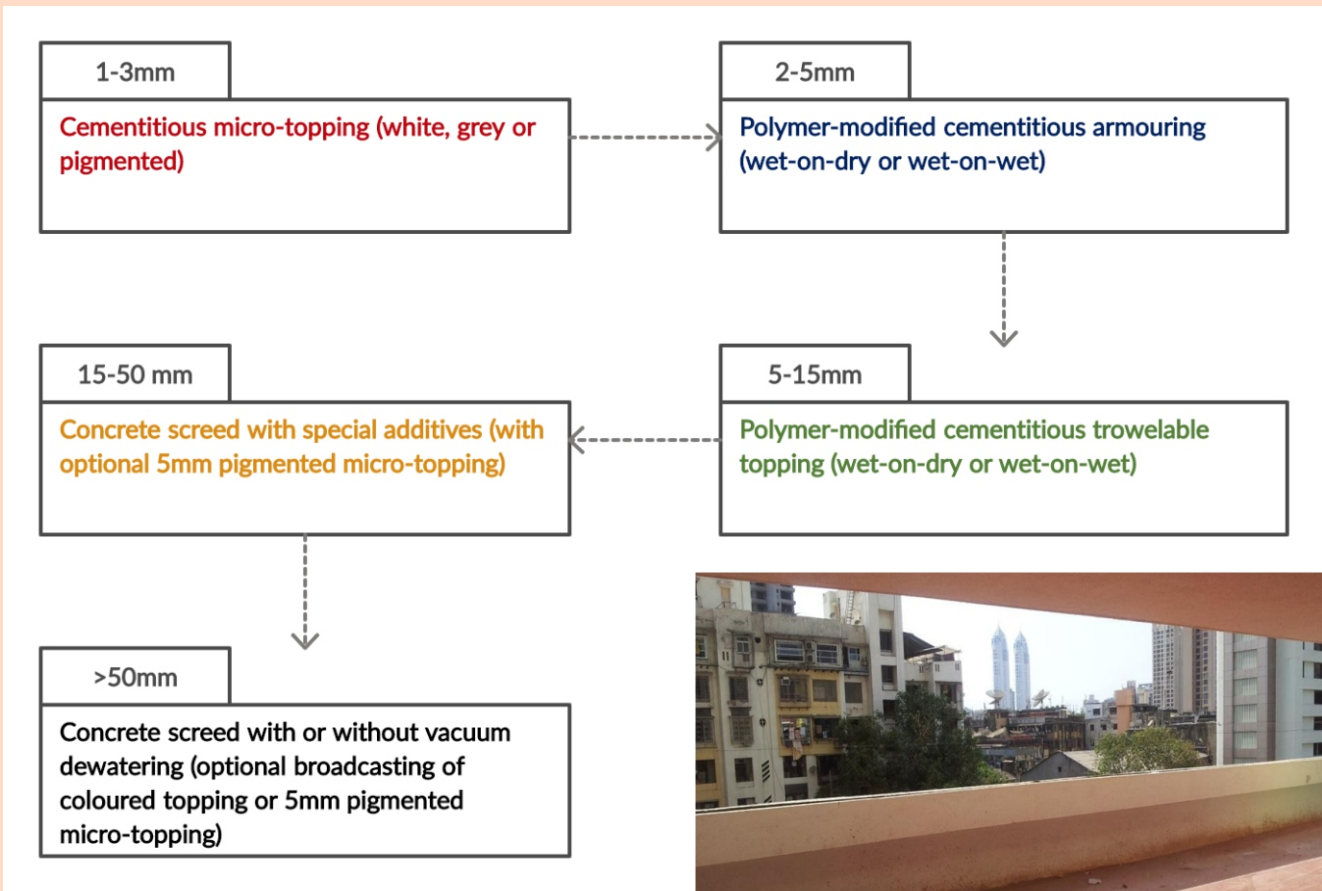 1-3mm
Cementitious micro-topping (white, grey or
pigmented)
2-5mm
Polymer-modified cementitious armouring
(wet-on-dry or wet-on-wet)
5-15mm
Polymer-modified cementitious trowelable
topping (wet-on-dry or wet-on-wet)
15-50 mm
Concrete screed with special additives (with
optional 5mm pigmented micro-topping)
>50mm
Concrete screed with or without vacuum
dewatering (optional broadcasting of
coloured topping or 5mm pigmented
micro-topping)